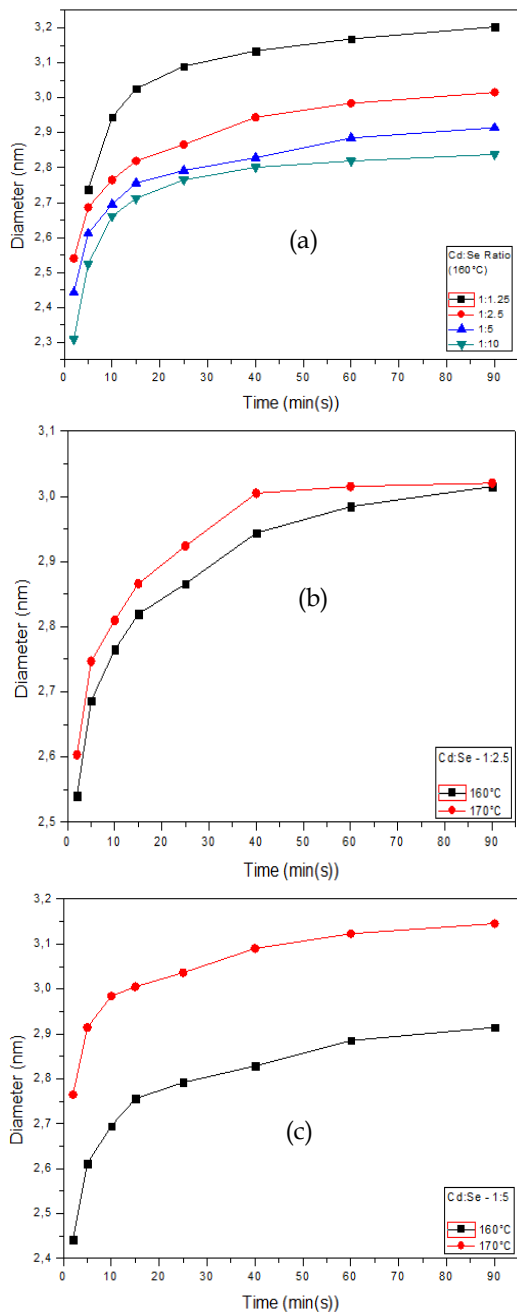 3,2
3,1
3,0
2,9
2,8
2,7
2,6
2,5
2,4
2,3
Diameter (nm)
(a)
Cd:Se Ratio
(160°C)
1:1.25
1:2.5
1:5
1:10
0 10 20 30 40 50 60 70 80 90
Time (min(s))
3,1
3,0
2,9
2,8
2,7
2,6
2,5
Diameter (nm)
(b)
Cd:Se - 1:2.5
160°C
170°C
0 10 20 30 40 50 60 70 80 90
Time (min(s))
3,2
3,1
3,0
2,9
2,8
2,7
2,6
2,5
2,4
Diameter (nm)
(c)
Cd:Se - 1:5
160°C
170°C
0 10 20 30 40 50 60 70 80 90
Time (min(s))